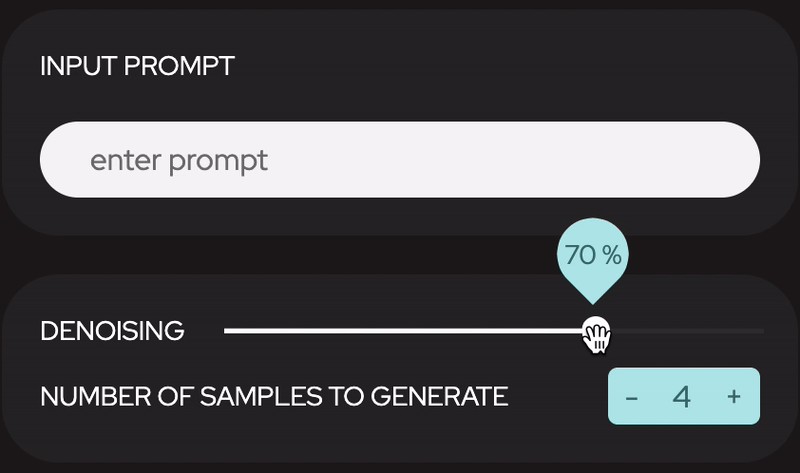 INPUT PROMPT
enter prompt
70 %
DENOISING
NUMBER OF SAMPLES TO GENERATE - 4 +